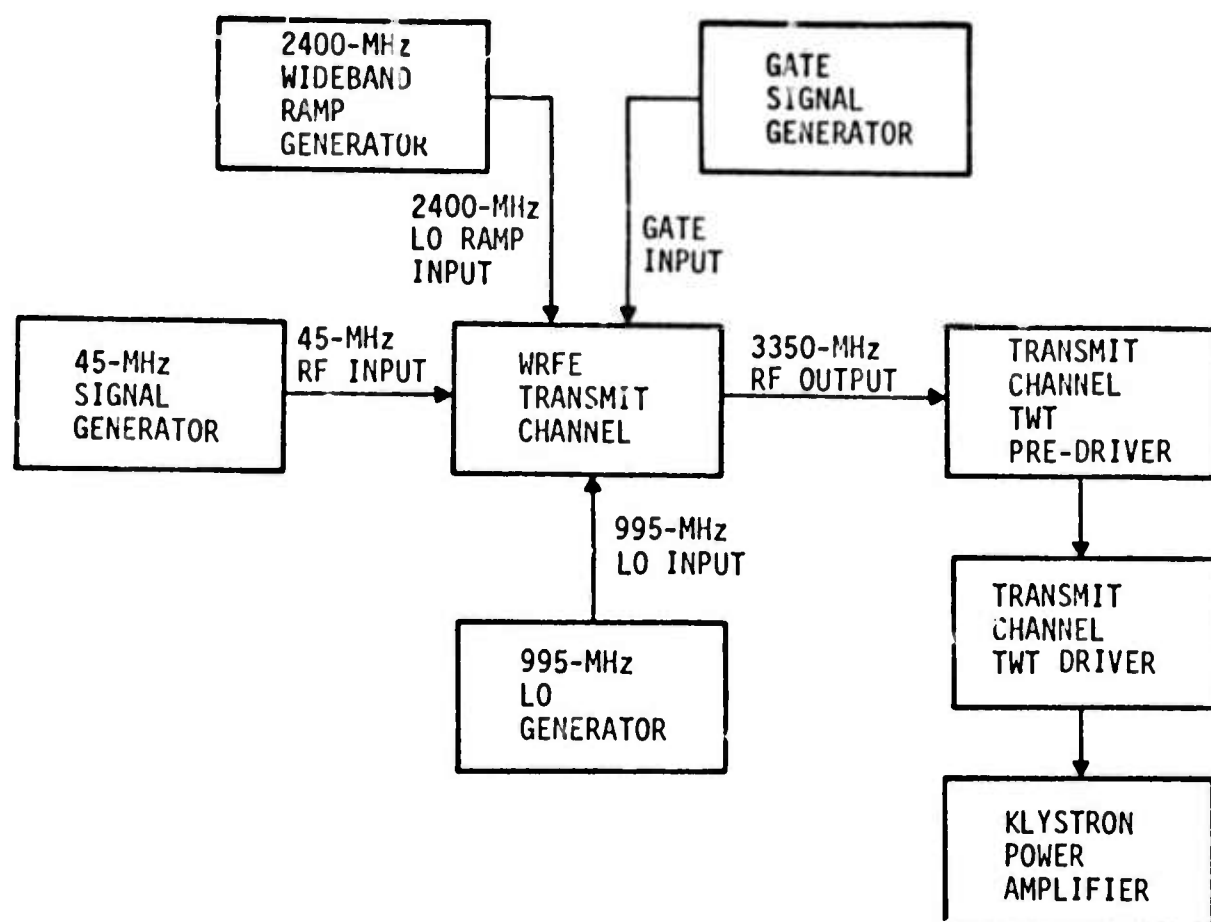 2400-MHz
WIDEBAND
RAMP
GENERATOR
GATE
SIGNAL
GENERATOR
2400-MHz
LO RAMP
INPUT
GATE
INPUT
45-MHz
SIGNAL
GENERATOR
45-MHz
RF INPUT
WRFE
TRANSMIT
CHANNEL
3350-MHz
RF OUTPUT
TRANSMIT
CHANNEL
TWT
PRE-DRIVER
995-MHz
LO INPUT
995-MHz
LO
GENERATOR
TRANSMIT
CHANNEL
TWT DRIVER
KLYSTRON
POWER
AMPLIFIER